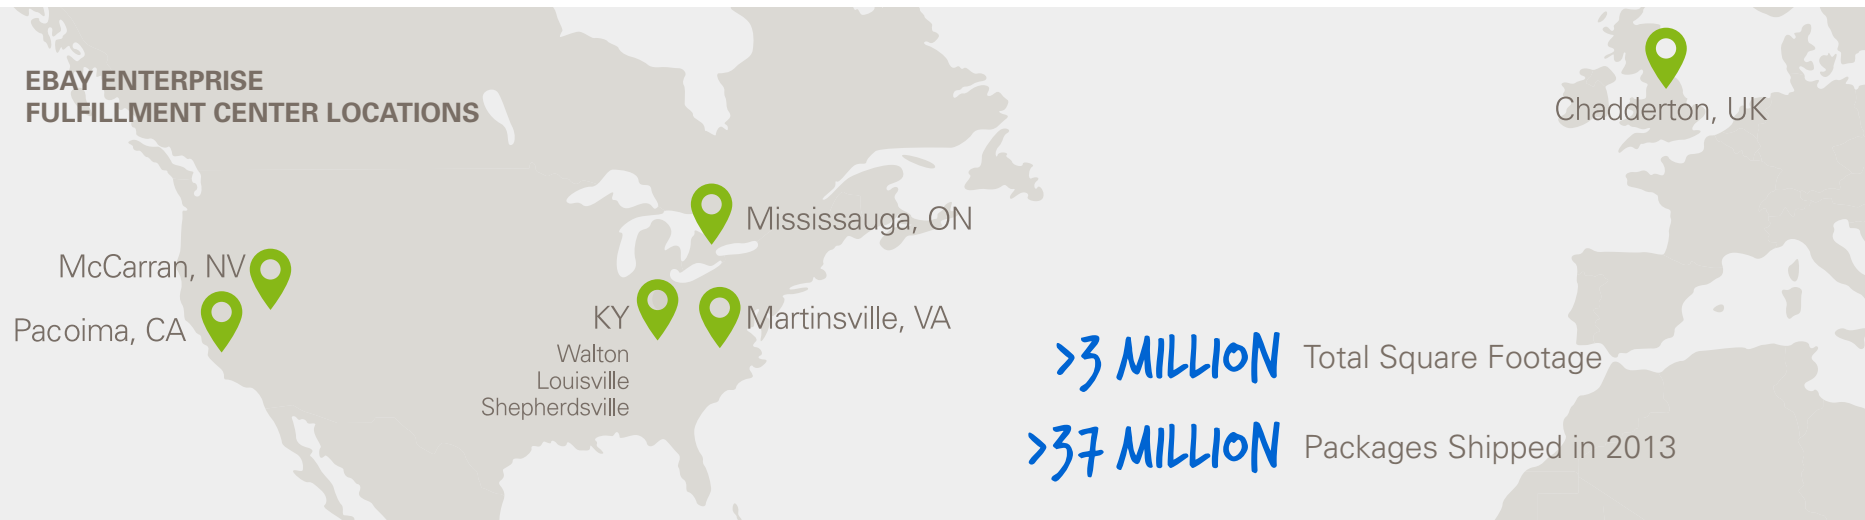 EBAY ENTERPRISE
FULFILLMENT CENTER LOCATIONS
Chadderton, UK
Mississauga, ON
McCarran, NV
Pacoima, CA
KY
Walton
Louisville
Shepherdsville
Martinsville, VA
>3 MILLION Total Square Footage
>37 MILLION Packages Shipped in 2013